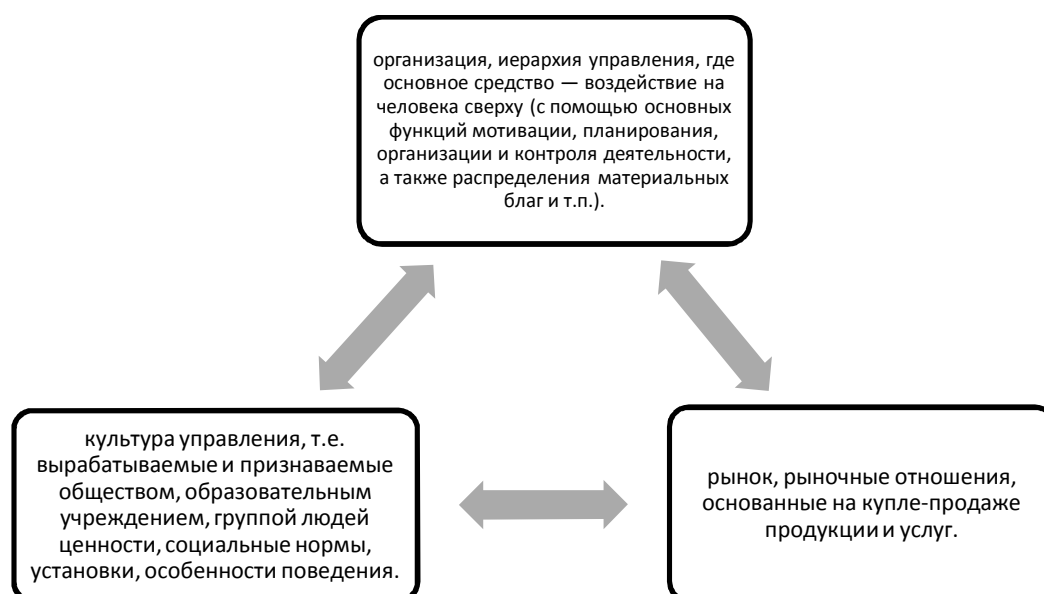 организация, иерархия управления, где
основное средство — воздействие на
человека сверху (с помощью основных
функций мотивации, планирования,
организации и контроля деятельности,
а также распределения материальных
благ и т.п.).
культура управления, т.е.
вырабатываемые и признаваемые
обществом, образовательным
учреждением, группой людей
ценности, социальные нормы,
установки, особенности поведения.
рынок, рыночные отношения,
основанные на купле-продаже
продукции и услуг.